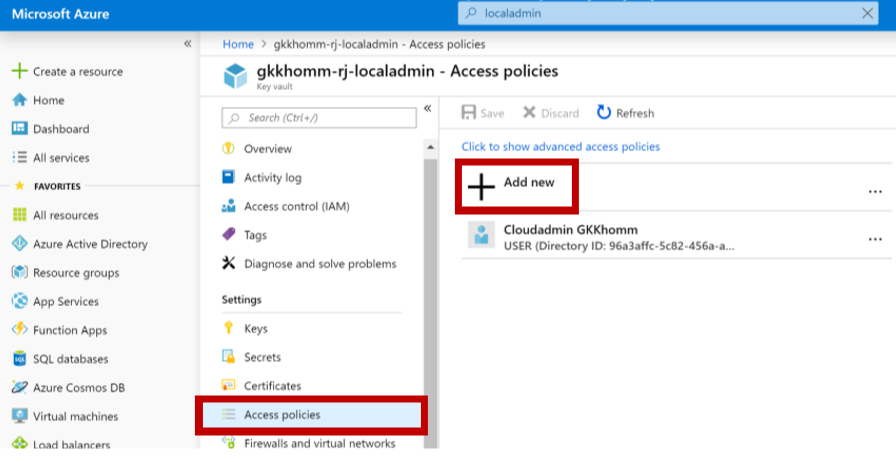 Microsoft Azure
localadmin
Home > gkkhomm-rj-localadmin - Access policies
gkkhomm-rj-localadmin - Access policies
Key vault
Create a resource
Home
Dashboard
All services
FAVORITES
All resources
Azure Active Directory
Resource groups
App Services
Function Apps
SQL databases
Azure Cosmos DB
Virtual machines
Load balancers
Search (Ctrl+/)
Overview
Activity log
Access control (IAM)
Tags
Diagnose and solve problems
Settings
Keys
Secrets
Certificates
Access policies
Firewalls and virtual networks
Save Discard Refresh
Click to show advanced access policies
Add new
...
Cloudadmin GKKhomm
USER (Directory ID: 96a3affc-5c82-456a-a...
...